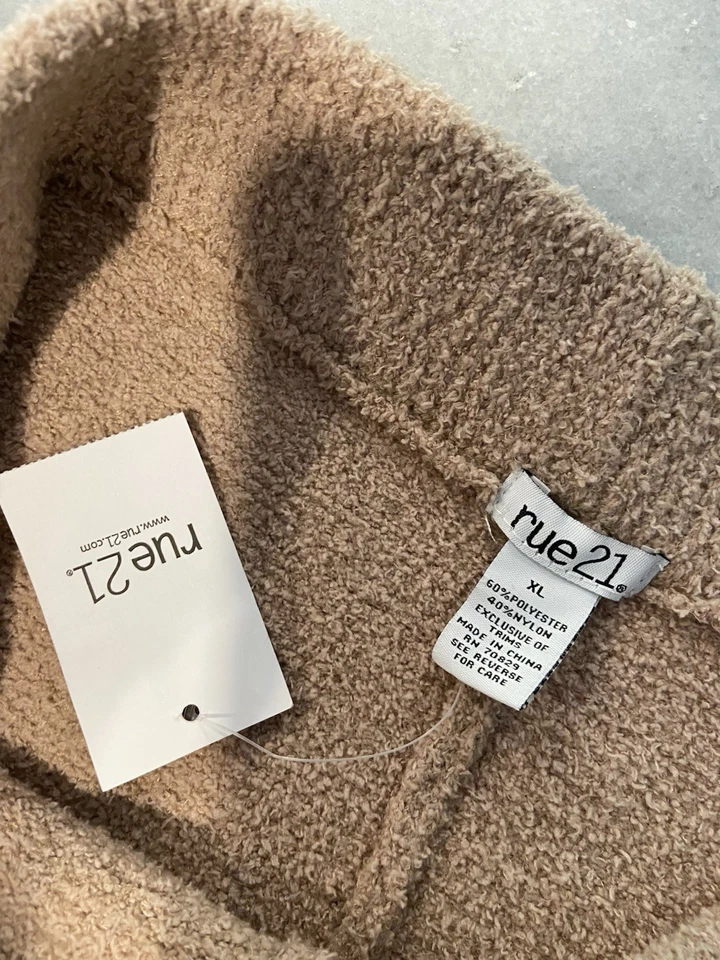 rue21®
www.rue21.com
rue21®
XL
60%POLYESTER
40%NYLON
EXCLUSIVE OF
TRIMS
MADE IN CHINA
RN 70829
SEE REVERSE
FOR CARE